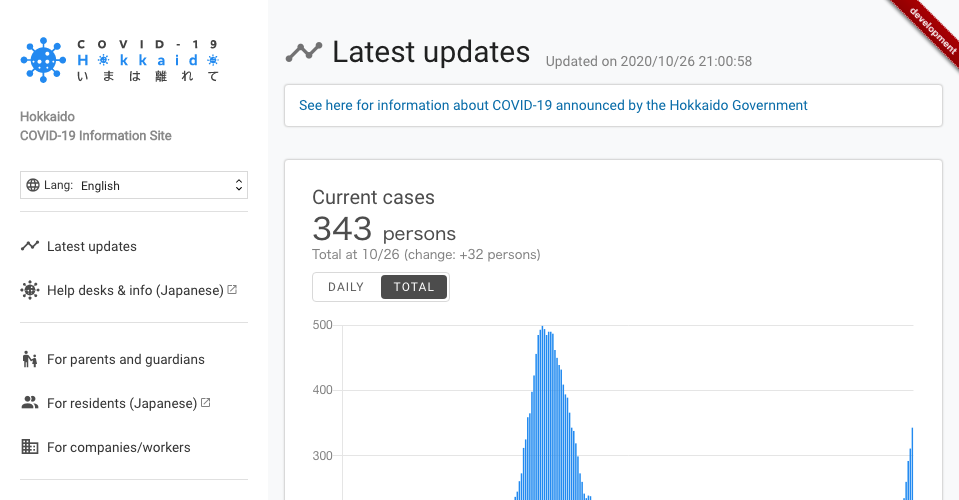 COVID-19
Hokkaido
いまは離れて
Hokkaido
COVID-19 Information Site
Lang: English
Latest updates
Help desks & info (Japanese)
For parents and guardians
For residents (Japanese)
For companies/workers
Latest updates
Updated on 2020/10/26 21:00:58
development
See here for information about COVID-19 announced by the Hokkaido Government
Current cases
343 persons
Total at 10/26 (change: +32 persons)
DAILY TOTAL
500
400
300